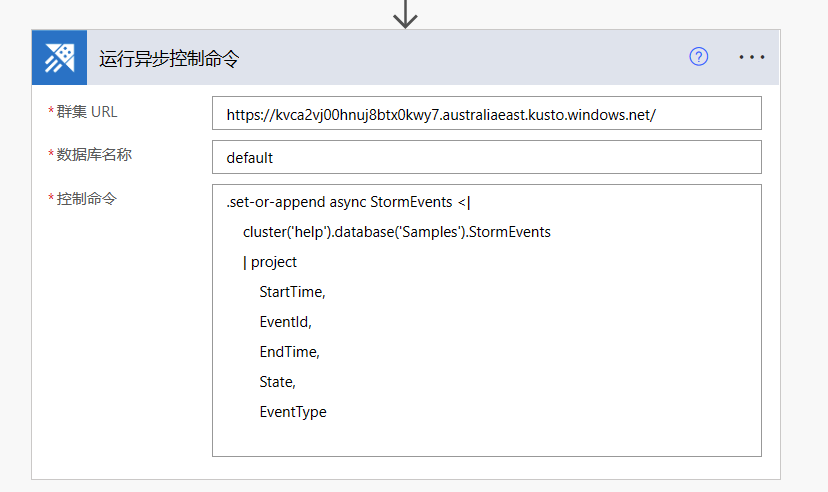 运行异步控制命令
*群集 URL
https://kvca2vj00hnuj8btx0kwy7.australiaeast.kusto.windows.net/
*数据库名称
default
*控制命令
.set-or-append async StormEvents <|
cluster('help').database('Samples').StormEvents
| project
StartTime,
EventId,
EndTime,
State,
EventType